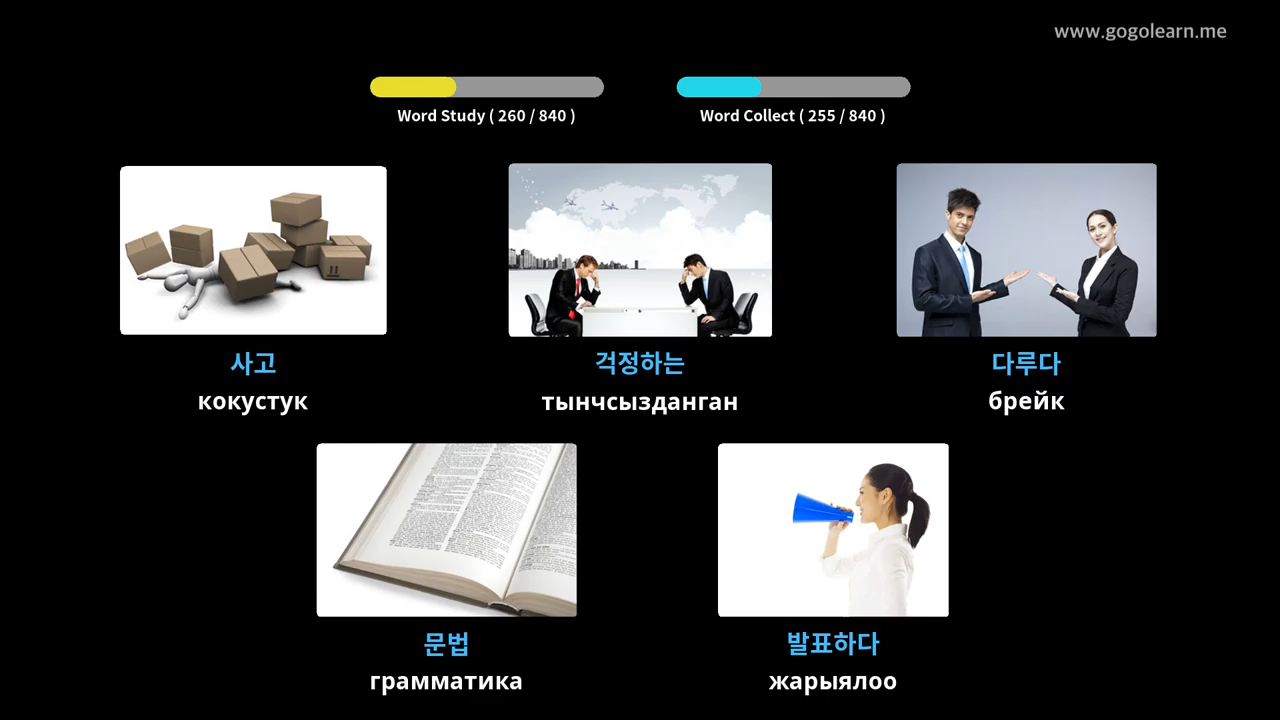 www.gogolearn.me
Word Study ( 260 / 840 )
Word Collect ( 255 / 840 )
사고
кокустук
걱정하는
тынчсызданган
다루다
брейк
문법
грамматика
발표하다
жарыялоо